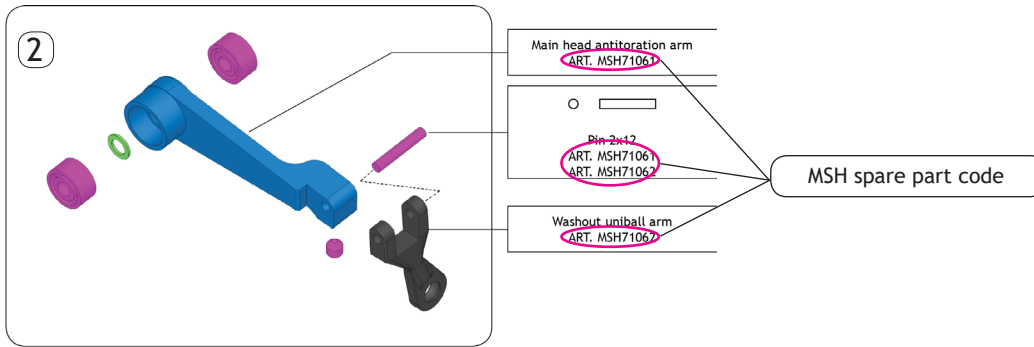 2
Main head antitoration arm
ART. MSH71061
Pin 2x12
ART. MSH71061
ART. MSH71062
Washout uniball arm
ART. MSH71062
MSH spare part code